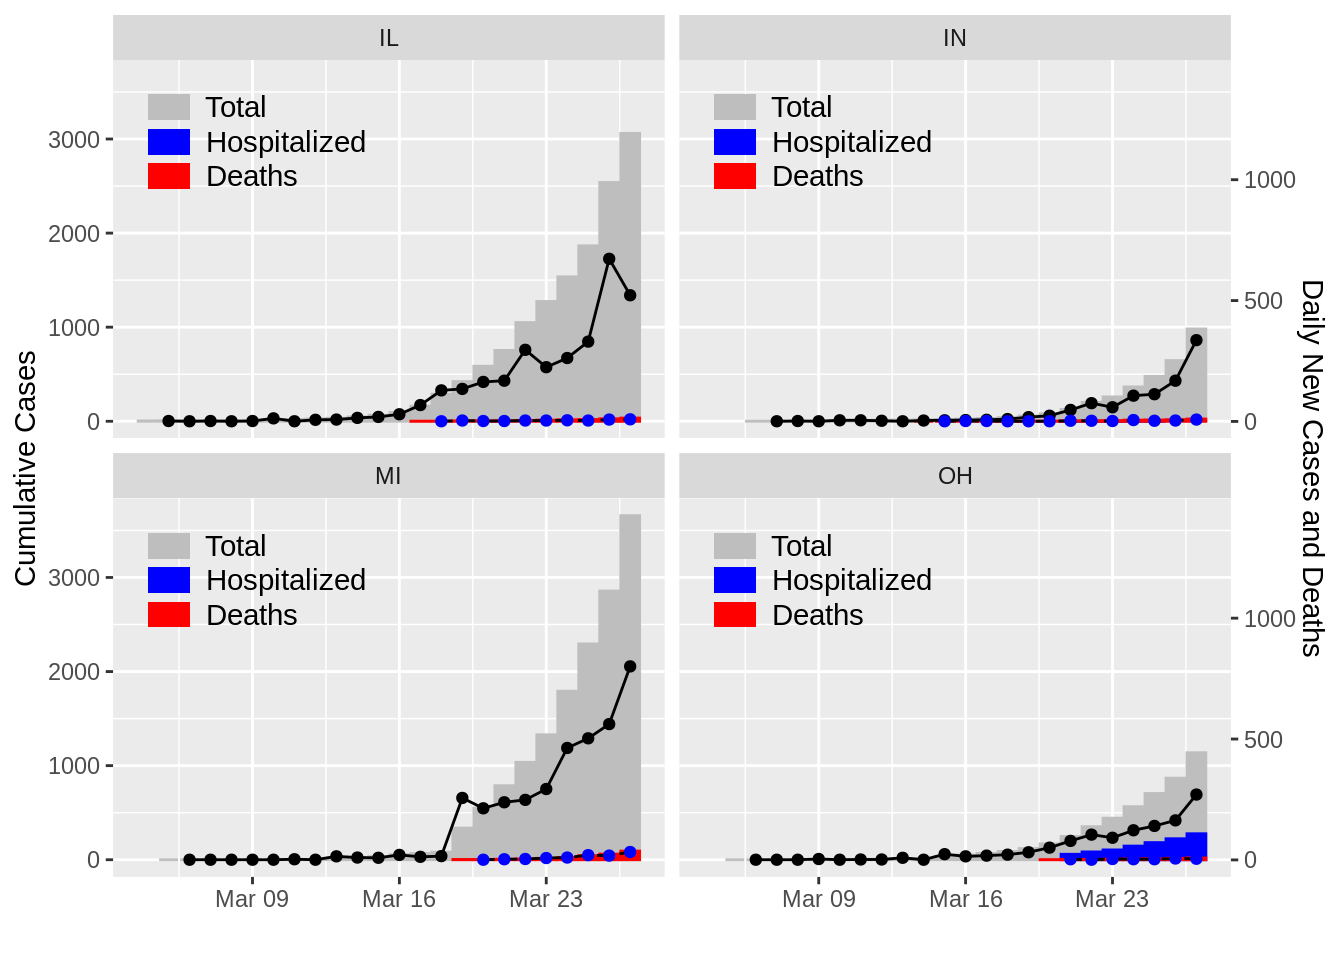 IL
IN
Total
Hospitalized
Deaths
Total
Hospitalized
Deaths
3000
2000
1000
0
1000
500
0
MI
OH
Total
Hospitalized
Deaths
Total
Hospitalized
Deaths
3000
2000
1000
0
1000
500
0
Mar 09
Mar 16
Mar 23
Mar 09
Mar 16
Mar 23
Cumulative Cases
Daily New Cases and Deaths